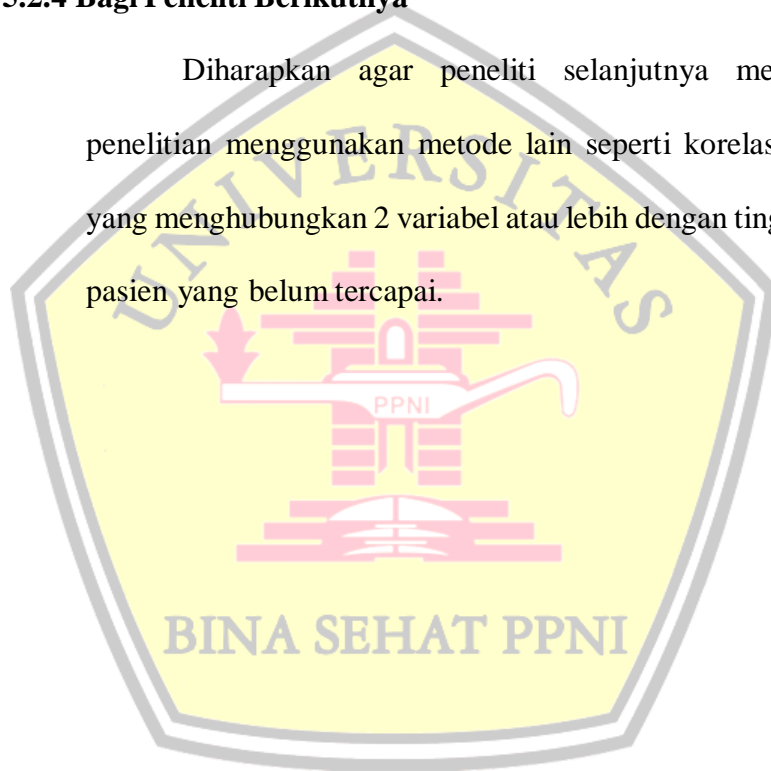 5.2.4 Bagi Peneliti Berikutnya
Diharapkan agar peneliti selanjutnya me
penelitian menggunakan metode lain seperti korelas
yang menghubungkan 2 variabel atau lebih dengan ting
pasien yang belum tercapai.
UNIVERSITAS
PPNI
BINA SEHAT PPNI